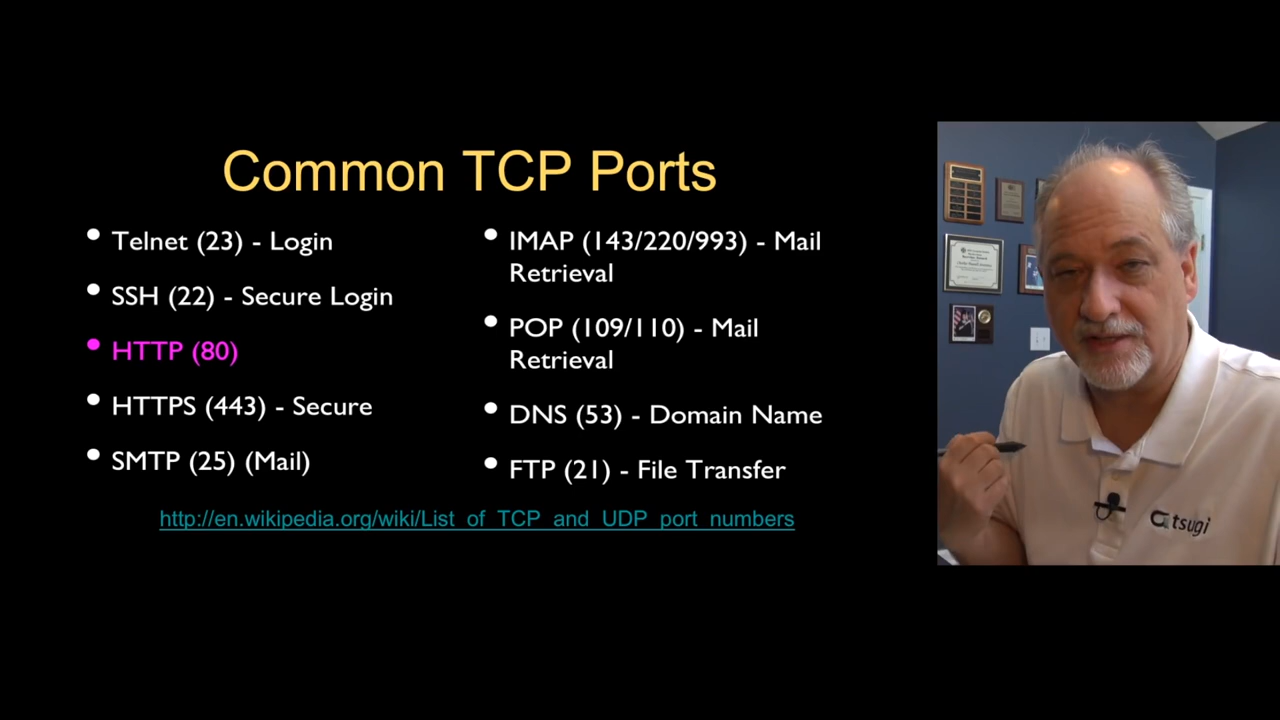 Common TCP Ports
• Telnet (23) - Login
• SSH (22) - Secure Login
• HTTP (80)
• HTTPS (443) - Secure
• SMTP (25) (Mail)
• IMAP (143/220/993) - Mail
Retrieval
• POP (109/110) - Mail
Retrieval
• DNS (53) - Domain Name
• FTP (21) - File Transfer
http://en.wikipedia.org/wiki/List_of_TCP_and_UDP_port_numbers
tsugi